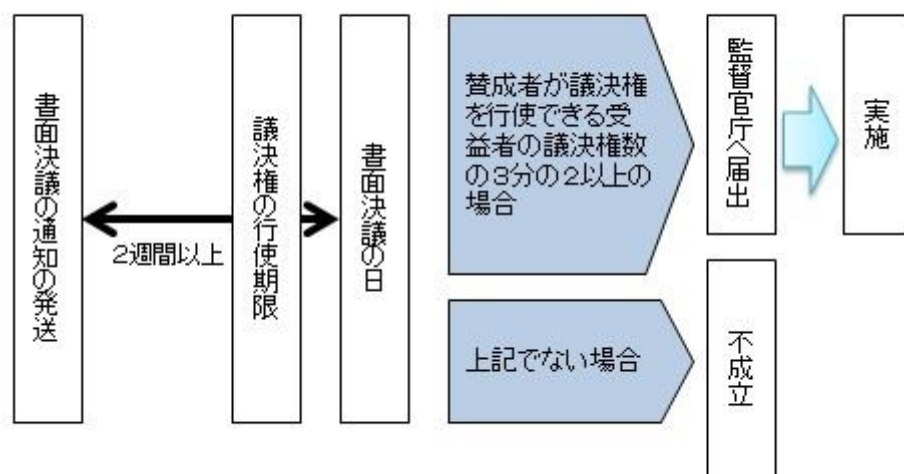 書面決議の通知の発送
2週間以上
議決権の行使期限
書面決議の日
賛成者が議決権
を行使できる受
益者の議決権数
の3分の2以上の
場合
監督官庁へ届出
実施
上記でない場合
不成立